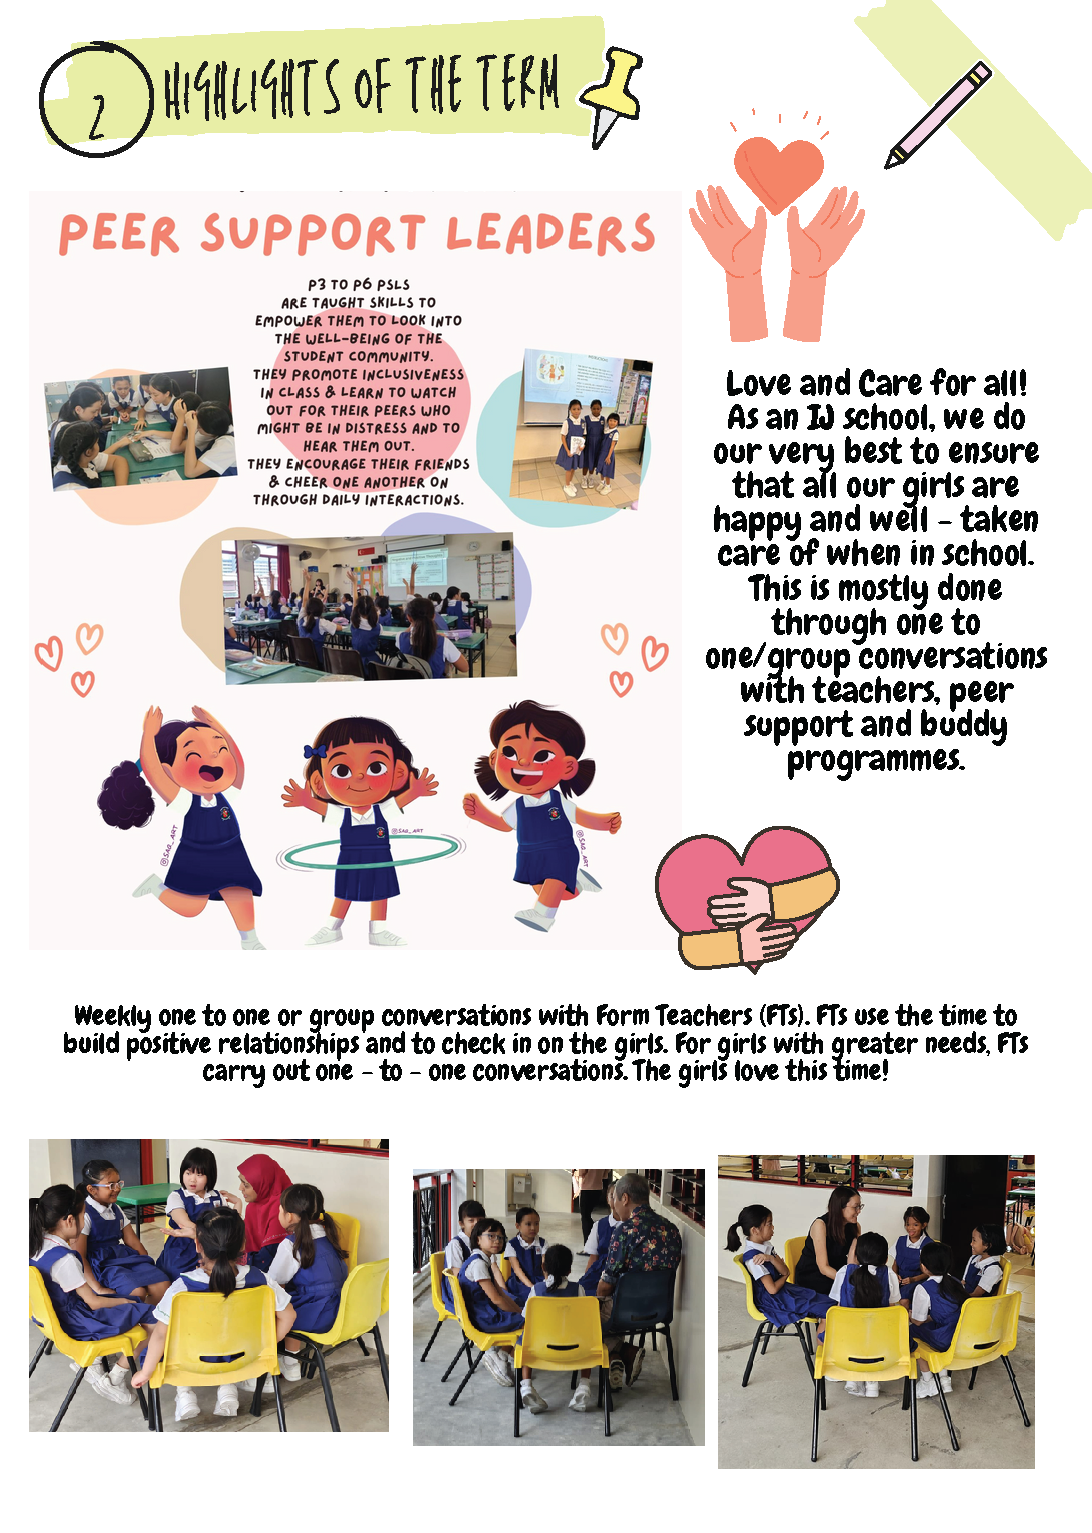 2
HIGHLIGHTS OF THE TERM
PEER SUPPORT LEADERS
P3 TO P6 PSLS
ARE TAUGHT SKILLS TO
EMPOWER THEM TO LOOK INTO
THE WELL-BEING OF THE
STUDENT COMMUNITY.
THEY PROMOTE INCLUSIVENESS
IN CLASS & LEARN TO WATCH
OUT FOR THEIR PEERS WHO
MIGHT BE IN DISTRESS AND TO
HEAR THEM OUT.
THEY ENCOURAGE THEIR FRIENDS
& CHEER ONE ANOTHER ON
THROUGH DAILY INTERACTIONS.
@SAB_ART
@SAB_ART
@SAB_ART
Love and Care for all!
As an IJ school, we do
our very best to ensure
that all our girls are
happy and well - taken
care of when in school.
This is mostly done
through one to
one/group conversations
with teachers, peer
support and buddy
programmes.
Weekly one to one or group conversations with Form Teachers (FTs). FTs use the time to
build positive relationships and to check in on the girls. For girls with greater needs, FTs
carry out one - to - one conversations. The girls love this time!